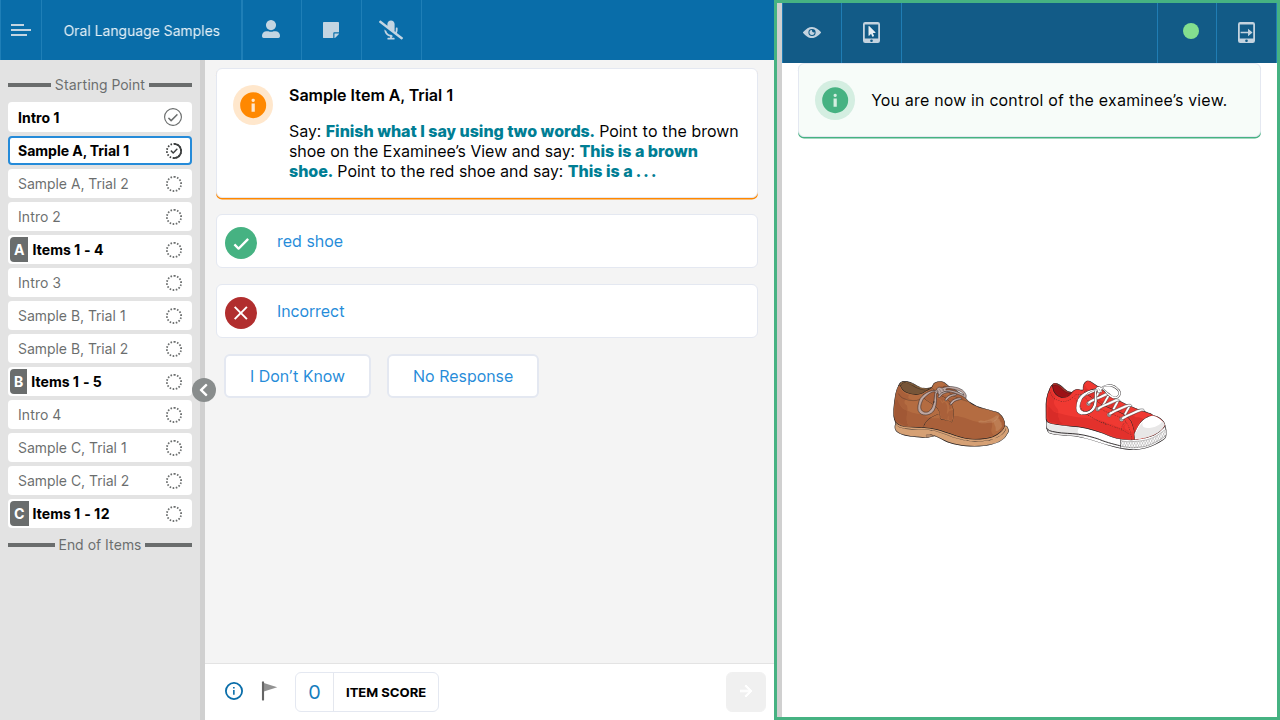 Oral Language Samples
Starting Point
Intro 1
Sample A, Trial 1
Sample A, Trial 2
Intro 2
A Items 1 - 4
Intro 3
Sample B, Trial 1
Sample B, Trial 2
B Items 1 - 5
Intro 4
Sample C, Trial 1
Sample C, Trial 2
C Items 1 - 12
End of Items
Sample Item A, Trial 1
Say: Finish what I say using two words. Point to the brown
shoe on the Examinee’s View and say: This is a brown
shoe. Point to the red shoe and say: This is a . . .
red shoe
Incorrect
I Don’t Know
No Response
0 ITEM SCORE
You are now in control of the examinee’s view.